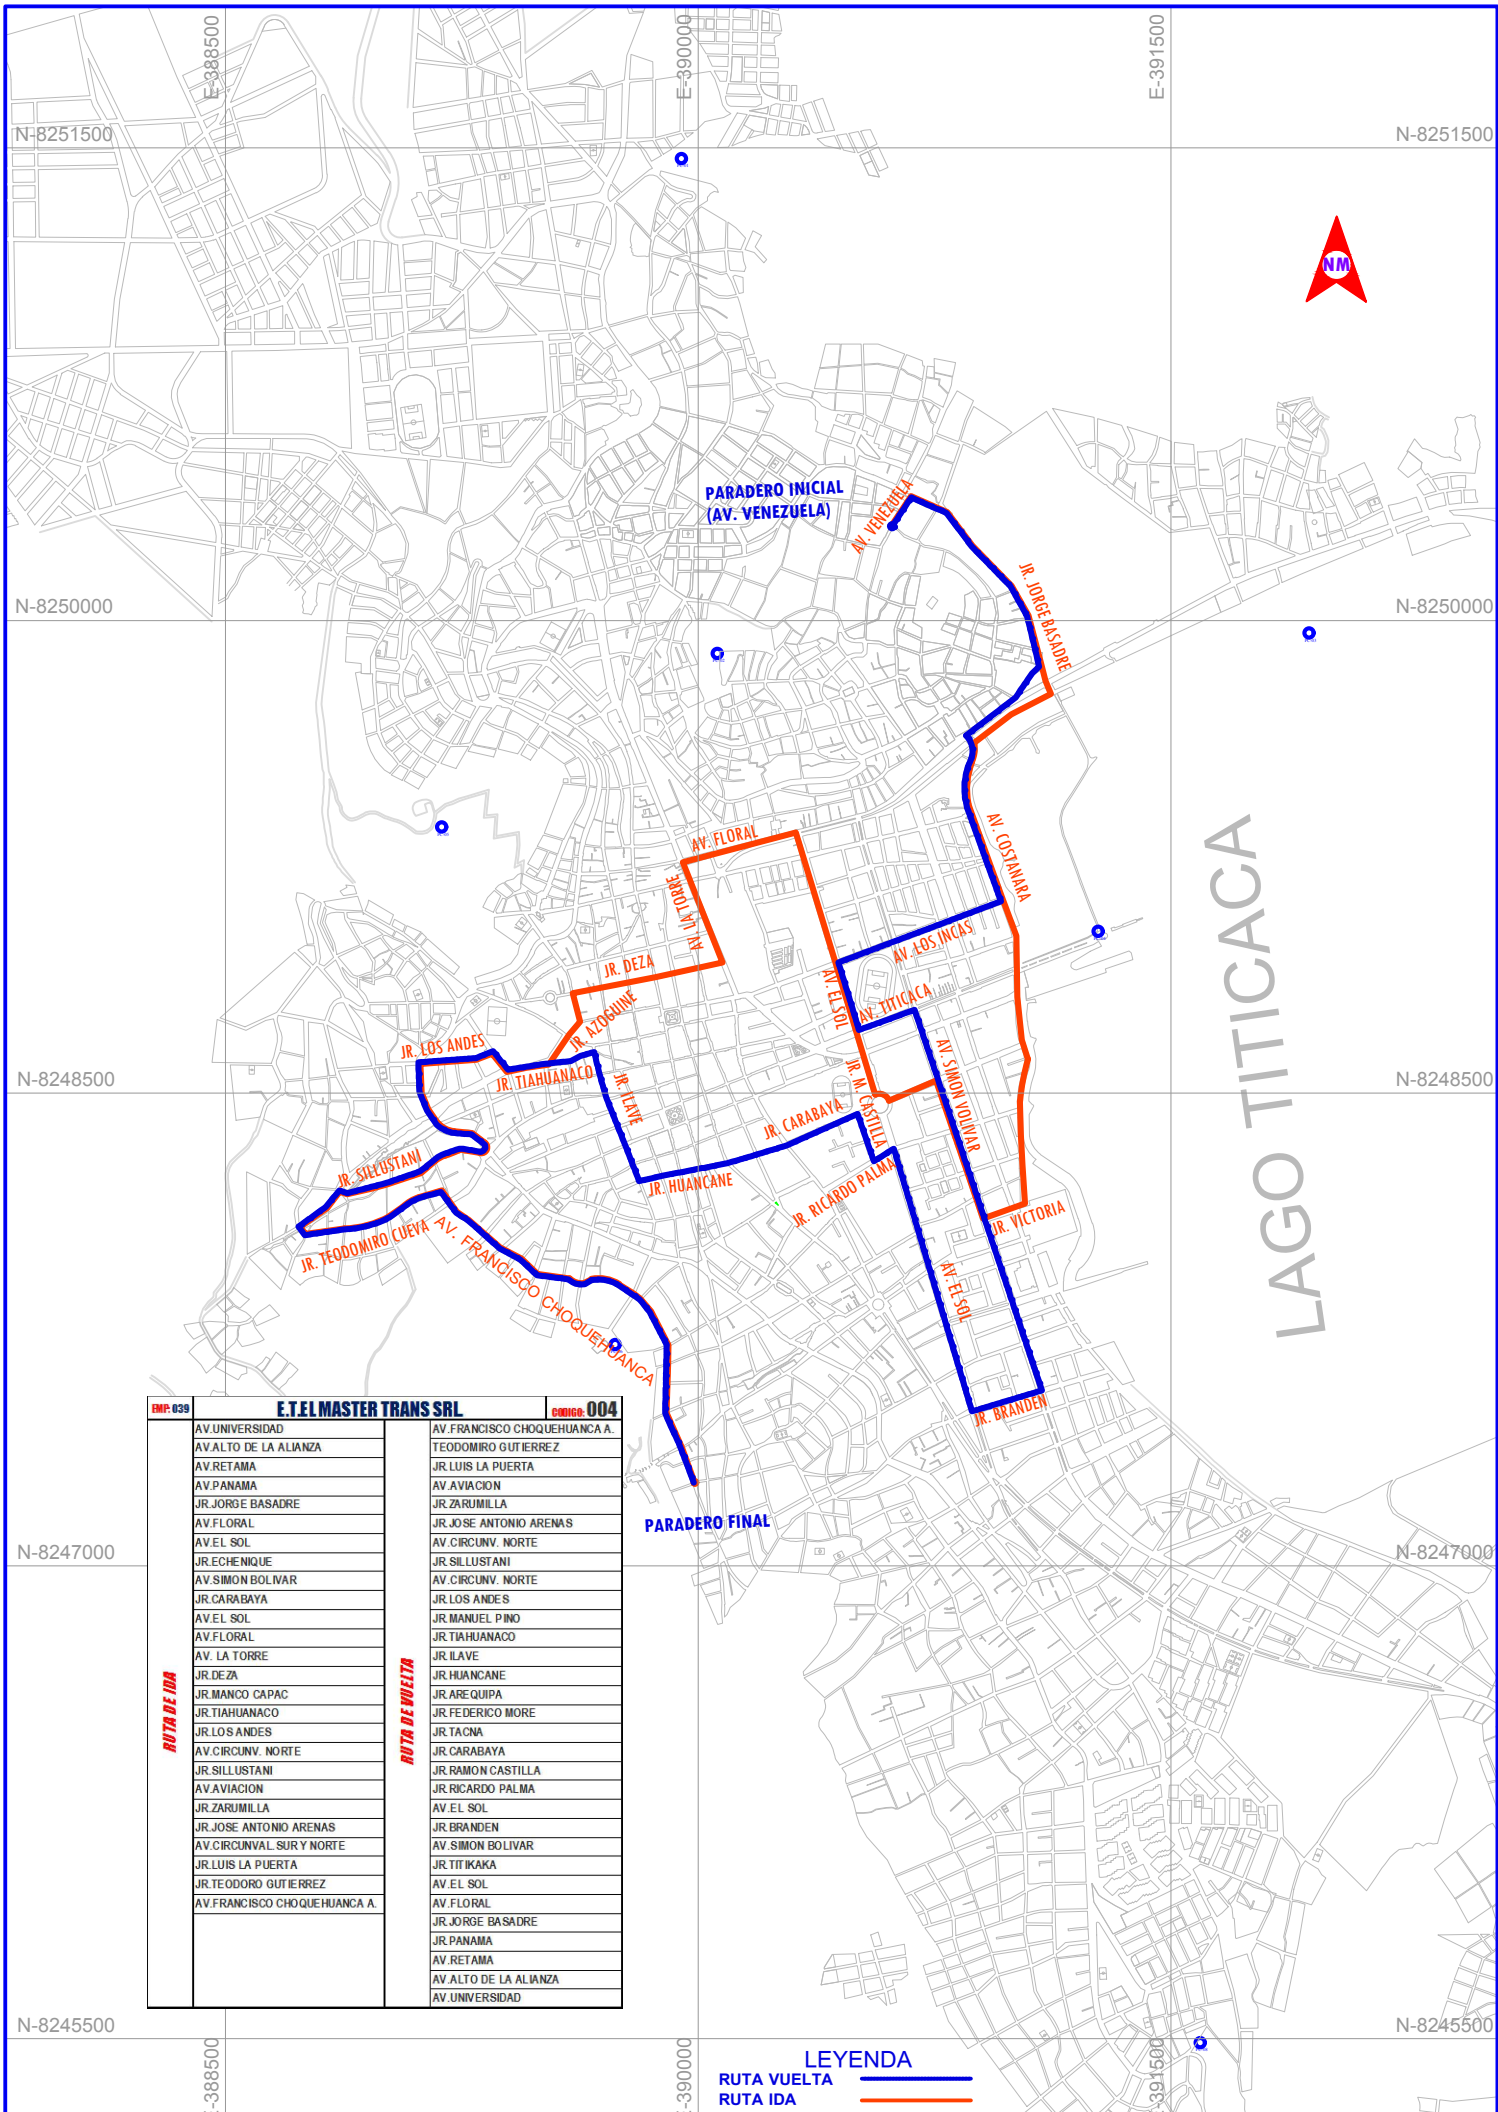 E-388500
E-390000
E-391500
N-8251500
N-8251500
NM
PARADERO INICIAL
(AV. VENEZUELA)
AV. VENEZUELA
JR. JORGE BASADRE
N-8250000
N-8250000
AV. COSTANARA
AV. FLORAL
AV. LA TORRE
AV. LOS INCAS
JR. DEZA
AV. EL SOL
AV. TITICACA
JR. AZOGUINE
JR. LOS ANDES
JR. TIAHUANACO
JR. ILAVE
AV. SIMON VOLIVAR
JR. M. CASTILLA
N-8248500
N-8248500
JR. CARABAYA
JR. SILLUSTANI
JR. HUANCANE
JR. RICARDO PALMA
JR. VICTORIA
JR. TEODOMIRO CUEVA
AV. FRANCISCO CHOQUEHUANCA
AV. EL SOL
JR. BRANDEN
LAGO TITICACA
PARADERO FINAL
N-8247000
N-8247000
EMP: 039 E.T.EL MASTER TRANS SRL CODIGO: 004
RUTA DE IDA
AV.UNIVERSIDAD
AV.ALTO DE LA ALIANZA
AV.RETAMA
AV.PANAMA
JR.JORGE BASADRE
AV.FLORAL
AV.EL SOL
JR.ECHENIQUE
AV.SIMON BOLIVAR
JR.CARABAYA
AV.EL SOL
AV.FLORAL
AV. LA TORRE
JR.DEZA
JR.MANCO CAPAC
JR.TIAHUANACO
JR.LOS ANDES
AV.CIRCUNV. NORTE
JR.SILLUSTANI
AV.AVIACION
JR.ZARUMILLA
JR.JOSE ANTONIO ARENAS
AV.CIRCUNVAL.SUR Y NORTE
JR.LUIS LA PUERTA
JR.TEODORO GUTIERREZ
AV.FRANCISCO CHOQUEHUANCA A.
RUTA DE VUELTA
AV.FRANCISCO CHOQUEHUANCA A.
TEODOMIRO GUTIERREZ
JR.LUIS LA PUERTA
AV.AVIACION
JR.ZARUMILLA
JR.JOSE ANTONIO ARENAS
AV.CIRCUNV. NORTE
JR.SILLUSTANI
AV.CIRCUNV. NORTE
JR.LOS ANDES
JR.MANUEL PINO
JR.TIAHUANACO
JR.ILAVE
JR.HUANCANE
JR.AREQUIPA
JR.FEDERICO MORE
JR.TACNA
JR.CARABAYA
JR.RAMON CASTILLA
JR.RICARDO PALMA
AV.EL SOL
JR.BRANDEN
AV.SIMON BOLIVAR
JR.TITIKAKA
AV.EL SOL
AV.FLORAL
JR.JORGE BASADRE
JR.PANAMA
AV.RETAMA
AV.ALTO DE LA ALIANZA
AV.UNIVERSIDAD
N-8245500
N-8245500
-388500
-390000
-391500
LEYENDA
RUTA VUELTA
RUTA IDA